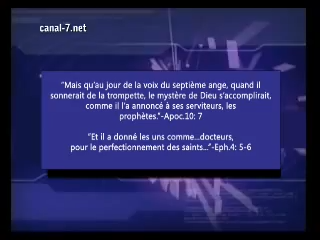 canal-7.net
"Mais qu'au jour de la voix du septième ange, quand il
sonnerait de la trompette, le mystère de Dieu s'accomplirait,
comme il l'a annoncé à ses serviteurs, les
prophètes."-Apoc.10: 7
"Et il a donné les uns comme...docteurs,
pour le perfectionnement des saints..."-Eph.4: 5-6